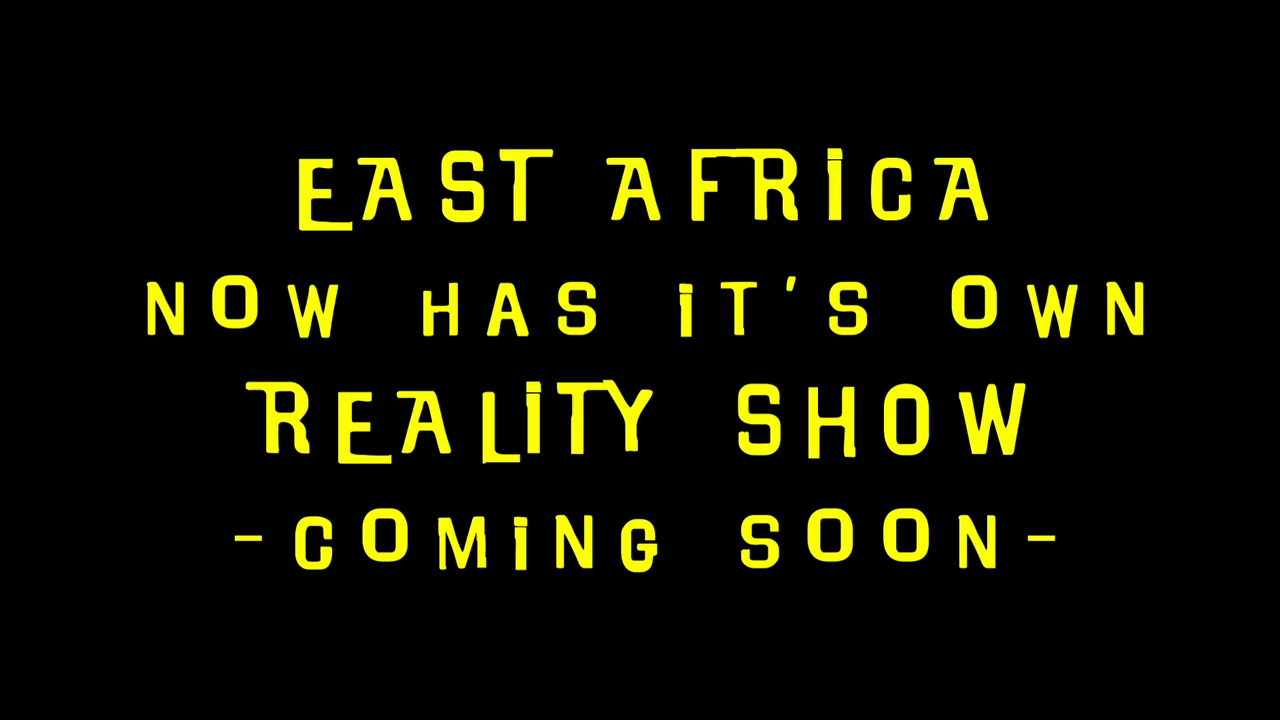 EAST AFRICA
NOW HAS IT'S OWN
REALITY SHOW
-COMING SOON-